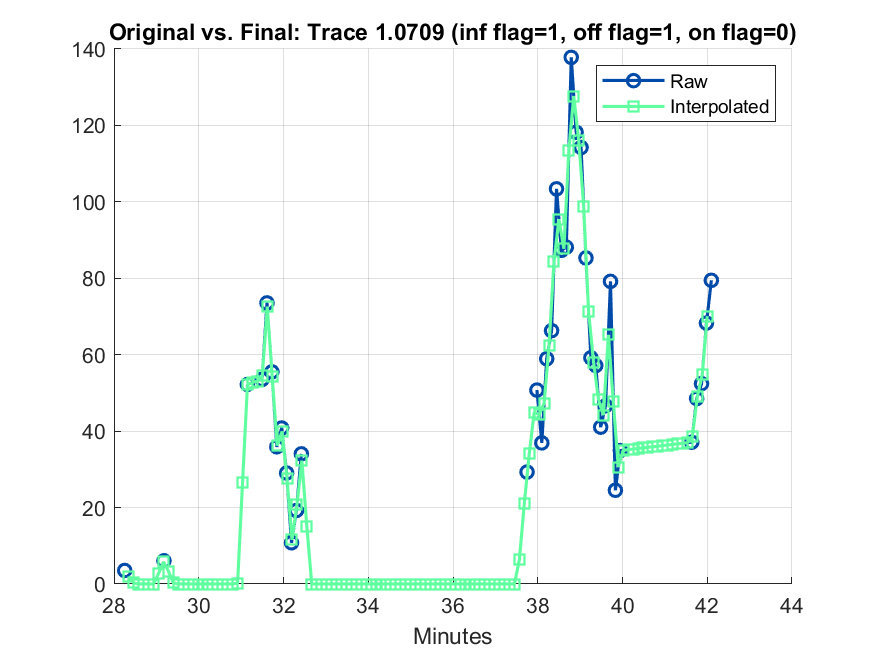 Original vs. Final: Trace 1.0709 (inf flag=1, off flag=1, on flag=0)
140
120
100
80
60
40
20
0
Raw
Interpolated
28 30 32 34 36 38 40 42 44
Minutes